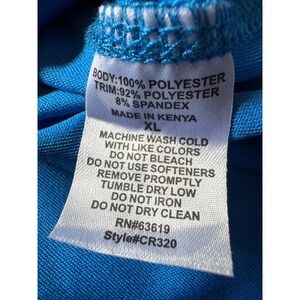 BODY:100% POLYESTER
TRIM:92% POLYESTER
8% SPANDEX
MADE IN KENYA
XL
MACHINE WASH COLD
WITH LIKE COLORS
DO NOT BLEACH
DO NOT USE SOFTENERS
REMOVE PROMPTLY
TUMBLE DRY LOW
DO NOT IRON
DO NOT DRY CLEAN
RN#63619
Style#CR320